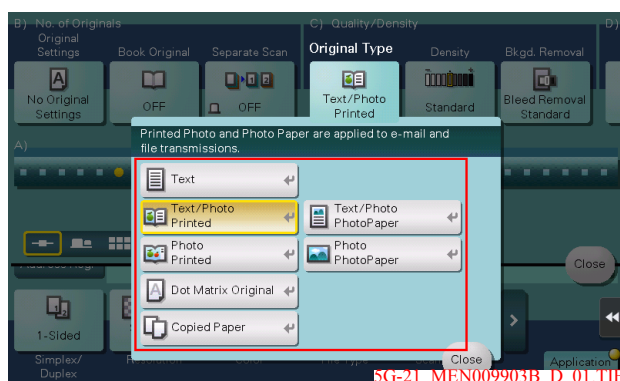 B) No. of Originals
C) Quality/Density
D)
Original
Settings
Book Original
Separate Scan
Original Type
Density
Bkgd. Removal
No Original
Settings
OFF
OFF
Text/Photo
Printed
Standard
Bleed Removal
Standard
A)
Printed Photo and Photo Paper are applied to e-mail and
file transmissions.
Text
Text/Photo
Printed
Text/Photo
PhotoPaper
Photo
Printed
Photo
PhotoPaper
Dot Matrix Original
Copied Paper
Close
1-Sided
Simplex/
Duplex
Close
Application
5G-21_MEN009903B_D_01.TIF